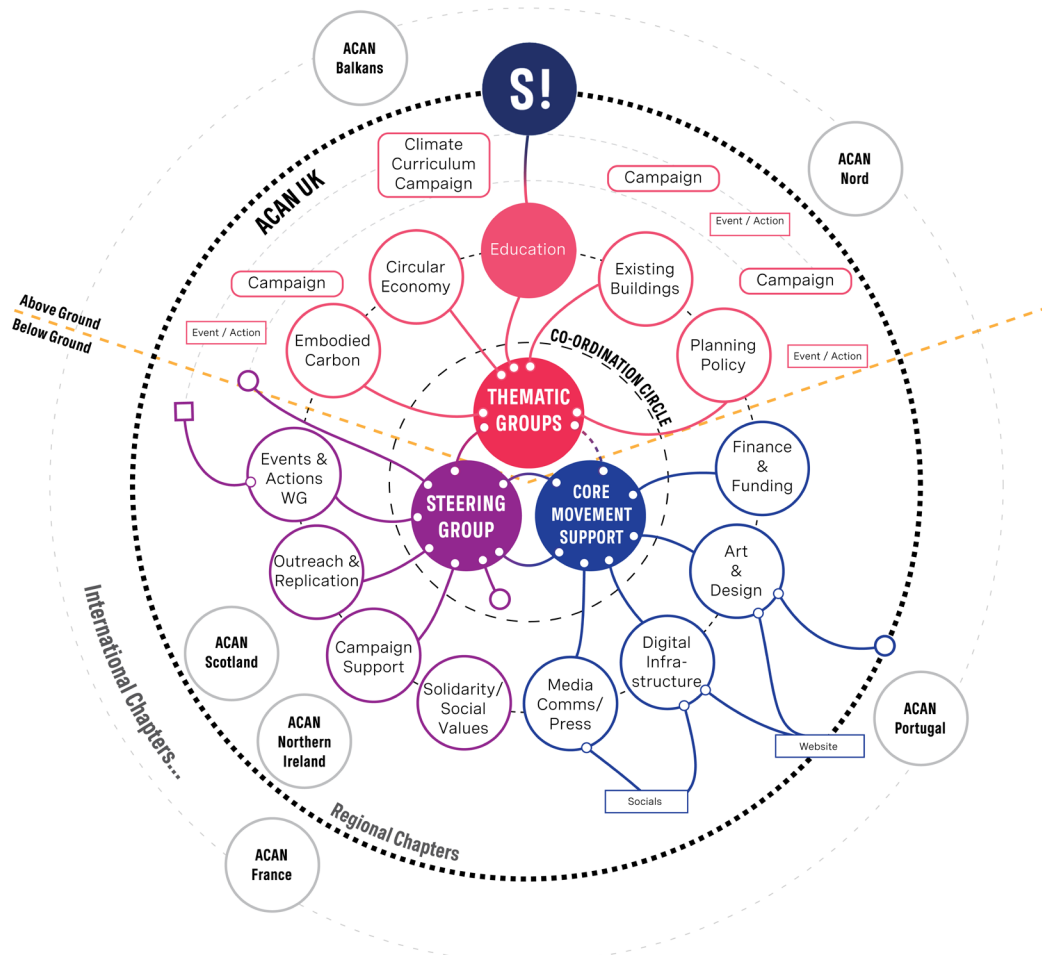 ACAN
Balkans
S!
ACAN
Nord
Climate
Curriculum
Campaign
Campaign
ACAN UK
Event / Action
Education
Circular
Economy
Existing
Buildings
Campaign
Campaign
Above Ground
Below Ground
Event / Action
Embodied
Carbon
CO-ORDINATION CIRCLE
Planning
Policy
Event / Action
THEMATIC
GROUPS
Events &
Actions
WG
Finance
&
Funding
STEERING
GROUP
CORE
MOVEMENT
SUPPORT
Outreach &
Replication
Art
&
Design
International Chapters...
ACAN
Scotland
Campaign
Support
Digital
Infra-
structure
Solidarity/
Social
Values
Media
Comms/
Press
ACAN
Portugal
ACAN
Northern
Ireland
Website
Socials
Regional Chapters
ACAN
France